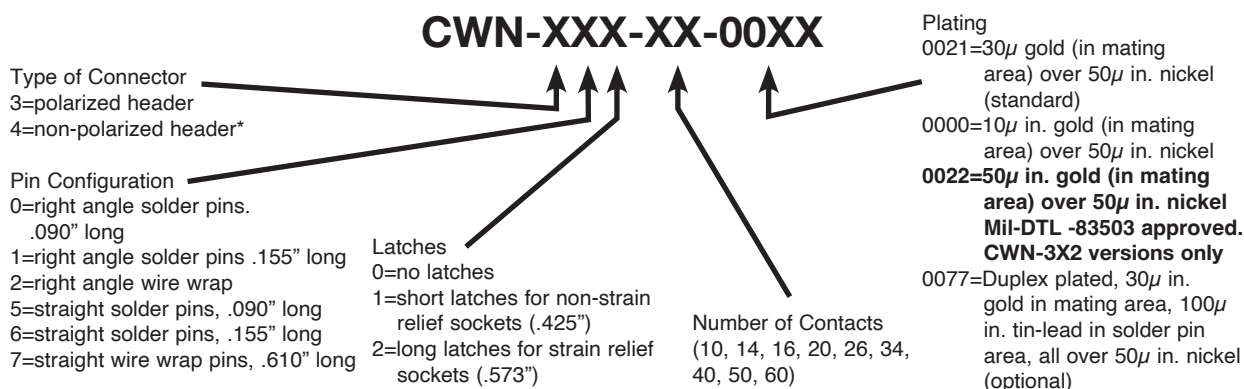 CWN-XXX-XX-00XX
Type of Connector
3=polarized header
4=non-polarized header*
Pin Configuration
0=right angle solder pins.
.090” long
1=right angle solder pins .155” long
2=right angle wire wrap
5=straight solder pins, .090” long
6=straight solder pins, .155” long
7=straight wire wrap pins, .610” long
Latches
0=no latches
1=short latches for non-strain
relief sockets (.425”)
2=long latches for strain relief
sockets (.573”)
Number of Contacts
(10, 14, 16, 20, 26, 34,
40, 50, 60)
Plating
0021=30µ gold (in mating
area) over 50µ in. nickel
(standard)
0000=10µ in. gold (in mating
area) over 50µ in. nickel
0022=50µ in. gold (in mating
area) over 50µ in. nickel
Mil-DTL -83503 approved.
CWN-3X2 versions only
0077=Duplex plated, 30µ in.
gold in mating area, 100µ
in. tin-lead in solder pin
area, all over 50µ in. nickel
(optional)